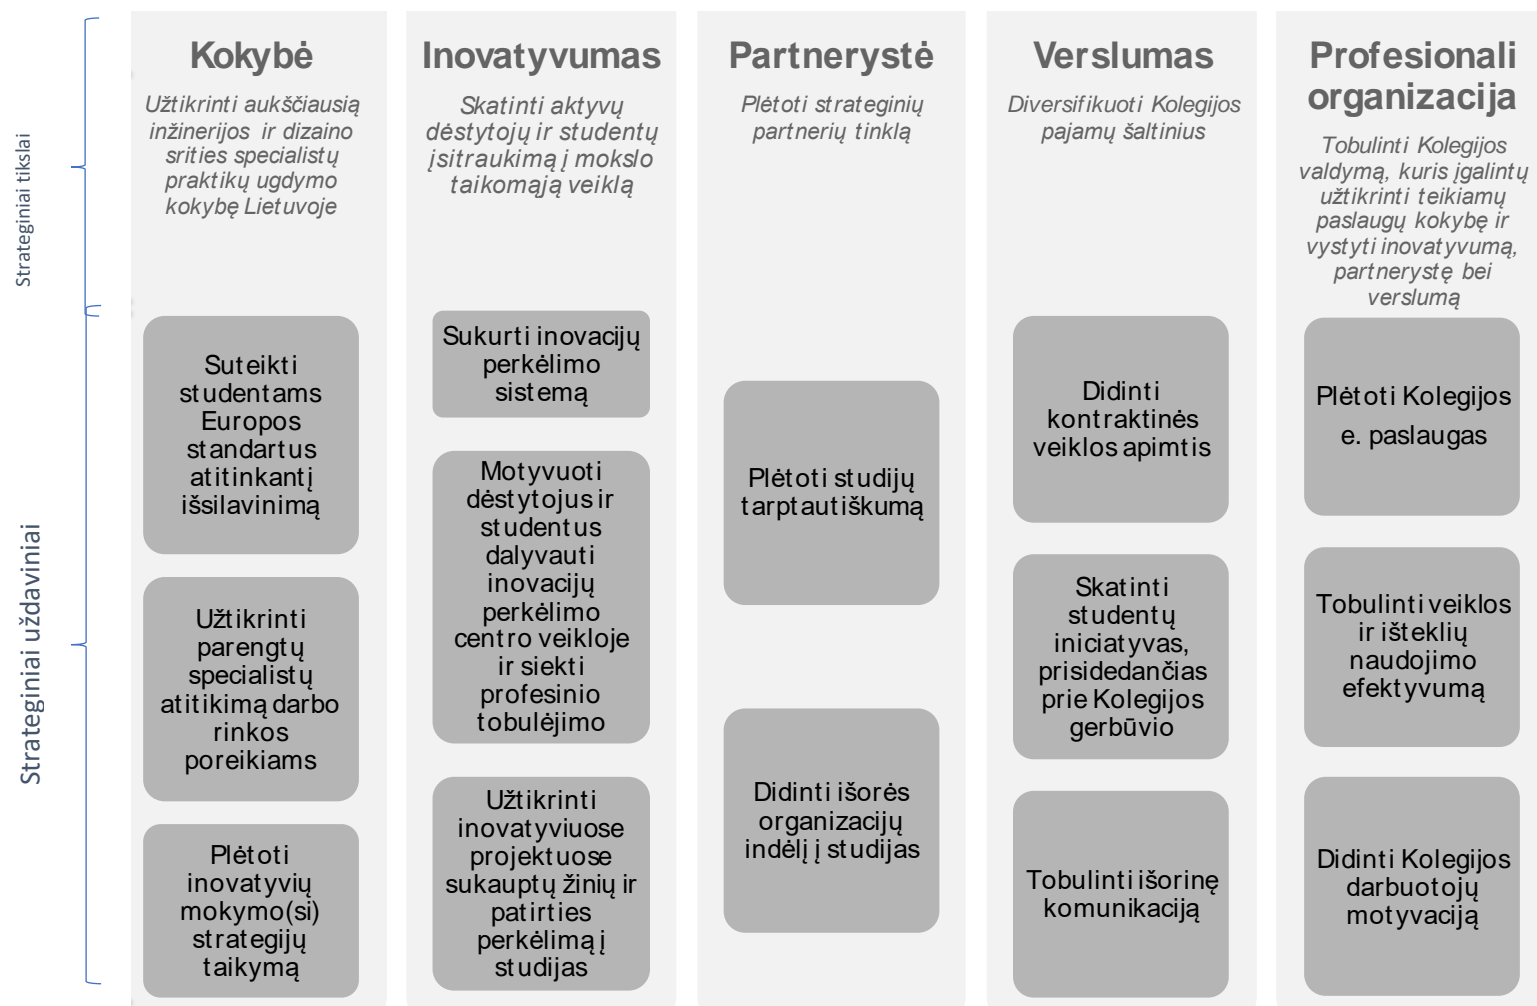 Strateginiai tikslai
Strateginiai uždaviniai
Kokybė
Užtikrinti aukščiausią
inžinerijos ir dizaino
srities specialistų
praktikų ugdymo
kokybę Lietuvoje
Suteikti
studentams
Europos
standartus
atitinkantį
išsilavinimą
Užtikrinti
parengtų
specialistų
atitikimą darbo
rinkos
poreikiams
Plėtoti
inovatyvių
mokymo(si)
strategijų
taikymą
Inovatyvumas
Skatinti aktyvų
dėstytojų ir studentų
įsitraukimą į mokslo
taikomąją veiklą
Sukurti inovacijų
perkėlimo
sistemą
Motyvuoti
dėstytojus ir
studentus
dalyvauti
inovacijų
perkėlimo
centro veikloje
ir siekti
profesinio
tobulėjimo
Užtikrinti
inovatyviuose
projektuose
sukauptų žinių ir
patirties
perkėlimą į
studijas
Partnerystė
Plėtoti strateginių
partnerių tinklą
Plėtoti studijų
tarptautiškumą
Didinti išorės
organizacijų
indėlį į studijas
Verslumas
Diversifikuoti Kolegijos
pajamų šaltinius
Didinti
kontraktinės
veiklos apimtis
Skatinti
studentų
iniciatyvas,
prisidedančias
prie Kolegijos
gerbūvio
Tobulinti išorinę
komunikaciją
Profesionali
organizacija
Tobulinti Kolegijos
valdymą, kuris įgalintų
užtikrinti teikiamų
paslaugų kokybę ir
vystyti inovatyvumą,
partnerystę bei
verslumą
Plėtoti Kolegijos
e. paslaugas
Tobulinti veiklos
ir išteklių
naudojimo
efektyvumą
Didinti Kolegijos
darbuotojų
motyvaciją